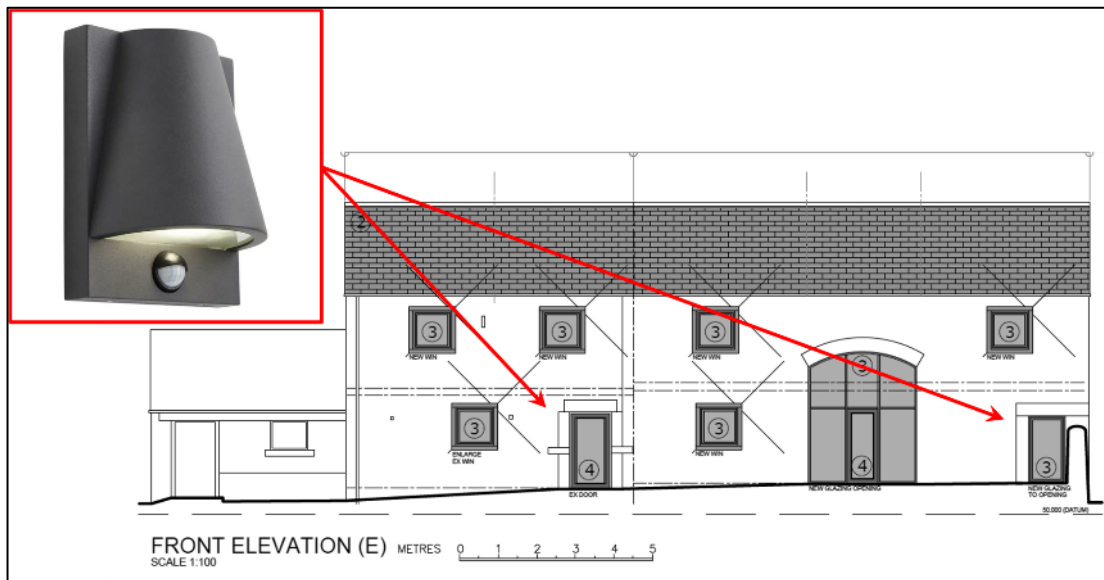 ②
③
③
③
③
NEW WIN
NEW WIN
NEW WIN
NEW WIN
③
③
③
ENLARGE
EX WIN
④
EX DOOR
NEW WIN
④
NEW GLAZING OPENING
③
NEW GLAZING
TO OPENING
50.000 (DATUM)
FRONT ELEVATION (E) METRES 0 1 2 3 4 5
SCALE 1:100